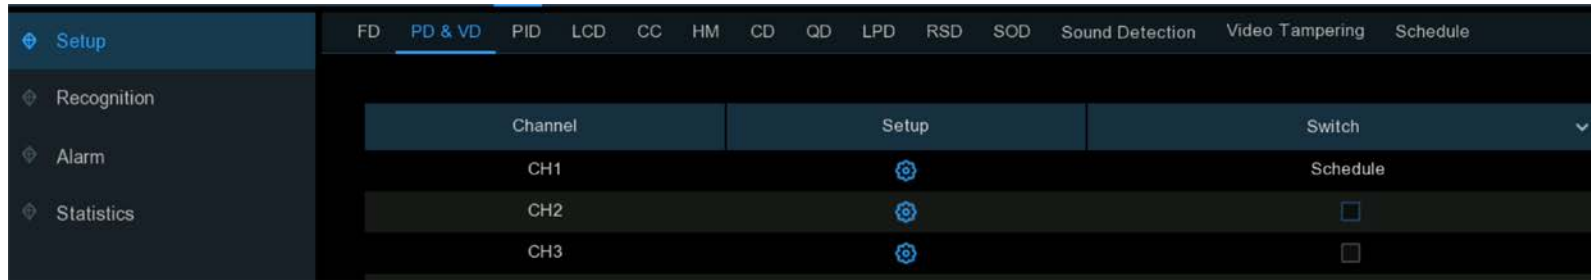 Setup
FD PD & VD PID LCD CC HM CD QD LPD RSD SOD Sound Detection Video Tampering Schedule
Recognition
Alarm
Statistics
Channel Setup Switch
CH1 Schedule
CH2
CH3